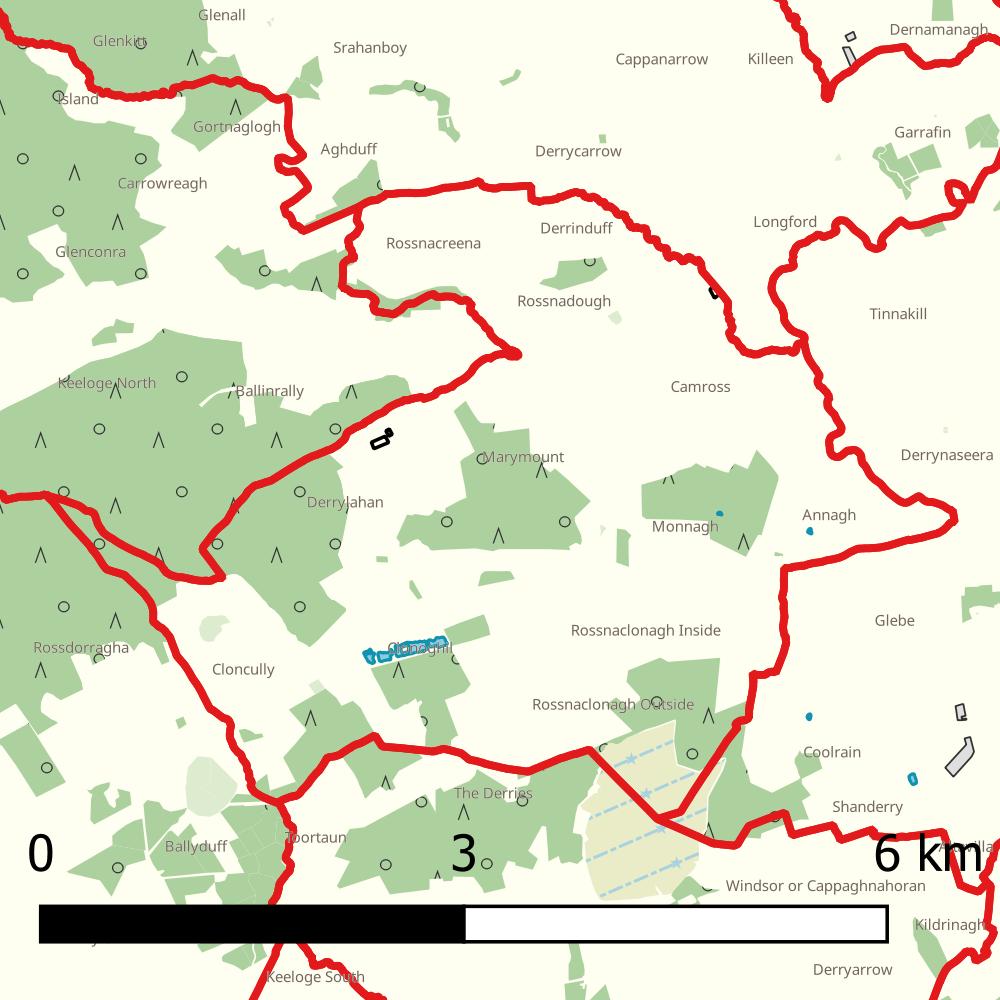 Glenall
Dernamanagh
Glenkitt
Srahanboy
Cappanarrow
Killeen
Island
Gortnaglogh
Garrafin
Aghduff
Derrycarrow
Carrowreagh
Longford
Derrinduff
Rossnacreena
Glenconra
Rossnadough
Tinnakill
Keeloge North
Ballinrally
Camross
Marymount
Derrynaseera
Derrylahan
Annagh
Monnagh
Glebe
Rossnaclonagh Inside
Rossdorragha
Clonoghil
Cloncully
Rossnaclonagh Outside
Coolrain
The Derries
Shanderry
Toortaun
Ballyduff
0
3
6 km
Windsor or Cappaghnahoran
Kildrinagh
Derryarrow
Keeloge South